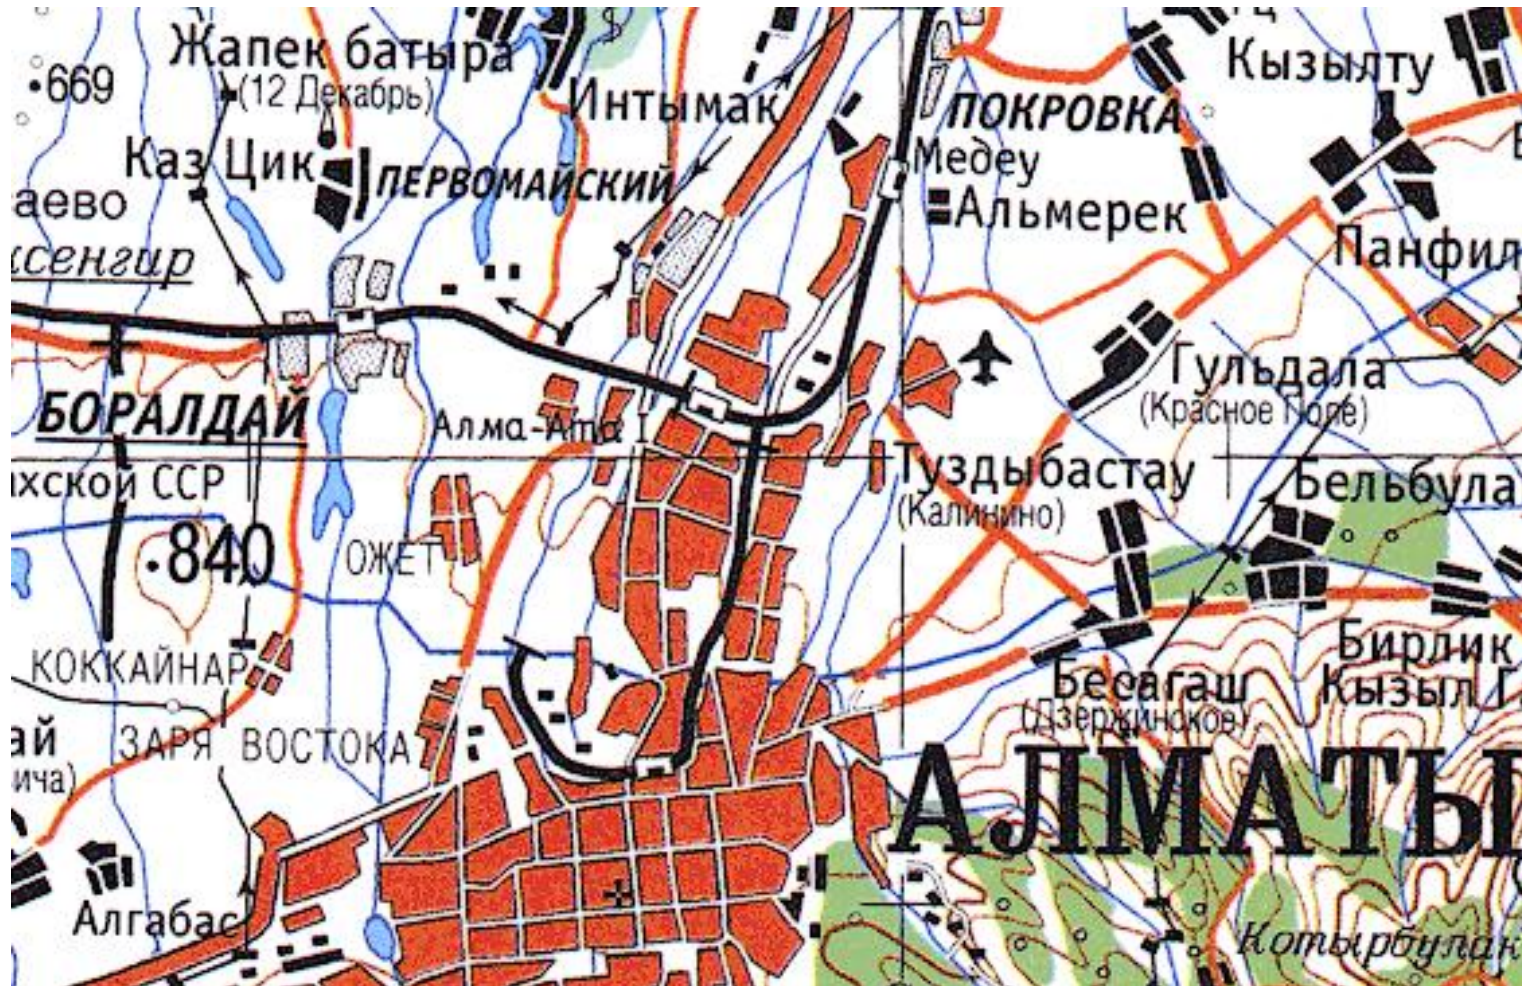 Жапек батыра
(12 Декабрь)
669
Интымак
Кызылту
ПОКРОВКА
Каз Цик
ПЕРВОМАЙСКИЙ
Медеу
Альмерек
аево
Панфил
ксенгир
Гульдала
(Красное Поле)
БОРАЛДАЙ
Алма-Ата I
Туздыбастау
(Калинино)
Бельбула
ахской ССР
840
ОЖЕТ
КОККАЙНАР
Бирлик
Кызыл Г
Бесагаш
(Дзержинское)
ай
ича)
ЗАРЯ ВОСТОКА
АЛМАТЫ
Алгабас
Котырбулак